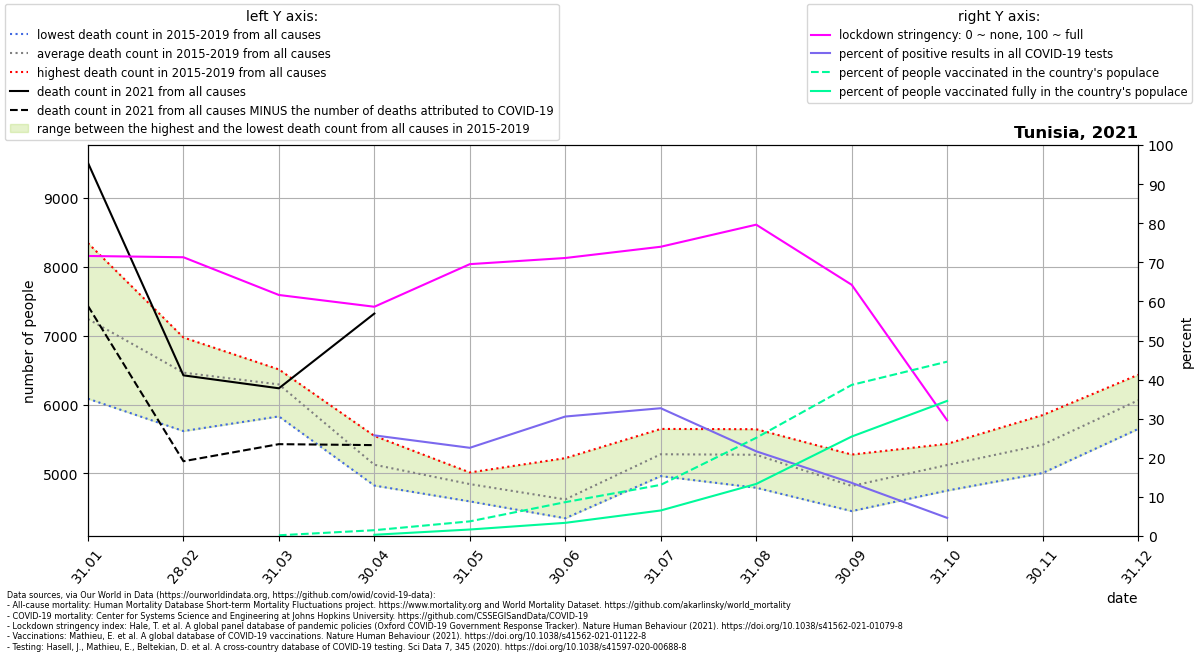 left Y axis:
lowest death count in 2015-2019 from all causes
average death count in 2015-2019 from all causes
highest death count in 2015-2019 from all causes
death count in 2021 from all causes
death count in 2021 from all causes MINUS the number of deaths attributed to COVID-19
range between the highest and the lowest death count from all causes in 2015-2019
right Y axis:
lockdown stringency: 0 ~ none, 100 ~ full
percent of positive results in all COVID-19 tests
percent of people vaccinated in the country's populace
percent of people vaccinated fully in the country's populace
Tunisia, 2021
number of people
9000
8000
7000
6000
5000
100
90
80
70
60
50
40
30
20
10
0
percent
31.01
28.02
31.03
30.04
31.05
30.06
31.07
31.08
30.09
31.10
30.11
31.12
date
Data sources, via Our World in Data (https://ourworldindata.org, https://github.com/owid/covid-19-data):
- All-cause mortality: Human Mortality Database Short-term Mortality Fluctuations project. https://www.mortality.org and World Mortality Dataset. https://github.com/akarlinsky/world_mortality
- COVID-19 mortality: Center for Systems Science and Engineering at Johns Hopkins University. https://github.com/CSSEGISandData/COVID-19
- Lockdown stringency index: Hale, T. et al. A global panel database of pandemic policies (Oxford COVID-19 Government Response Tracker). Nature Human Behaviour (2021). https://doi.org/10.1038/s41562-021-01079-8
- Vaccinations: Mathieu, E. et al. A global database of COVID-19 vaccinations. Nature Human Behaviour (2021). https://doi.org/10.1038/s41562-021-01122-8
- Testing: Hasell, J., Mathieu, E., Beltekian, D. et al. A cross-country database of COVID-19 testing. Sci Data 7, 345 (2020). https://doi.org/10.1038/s41597-020-00688-8